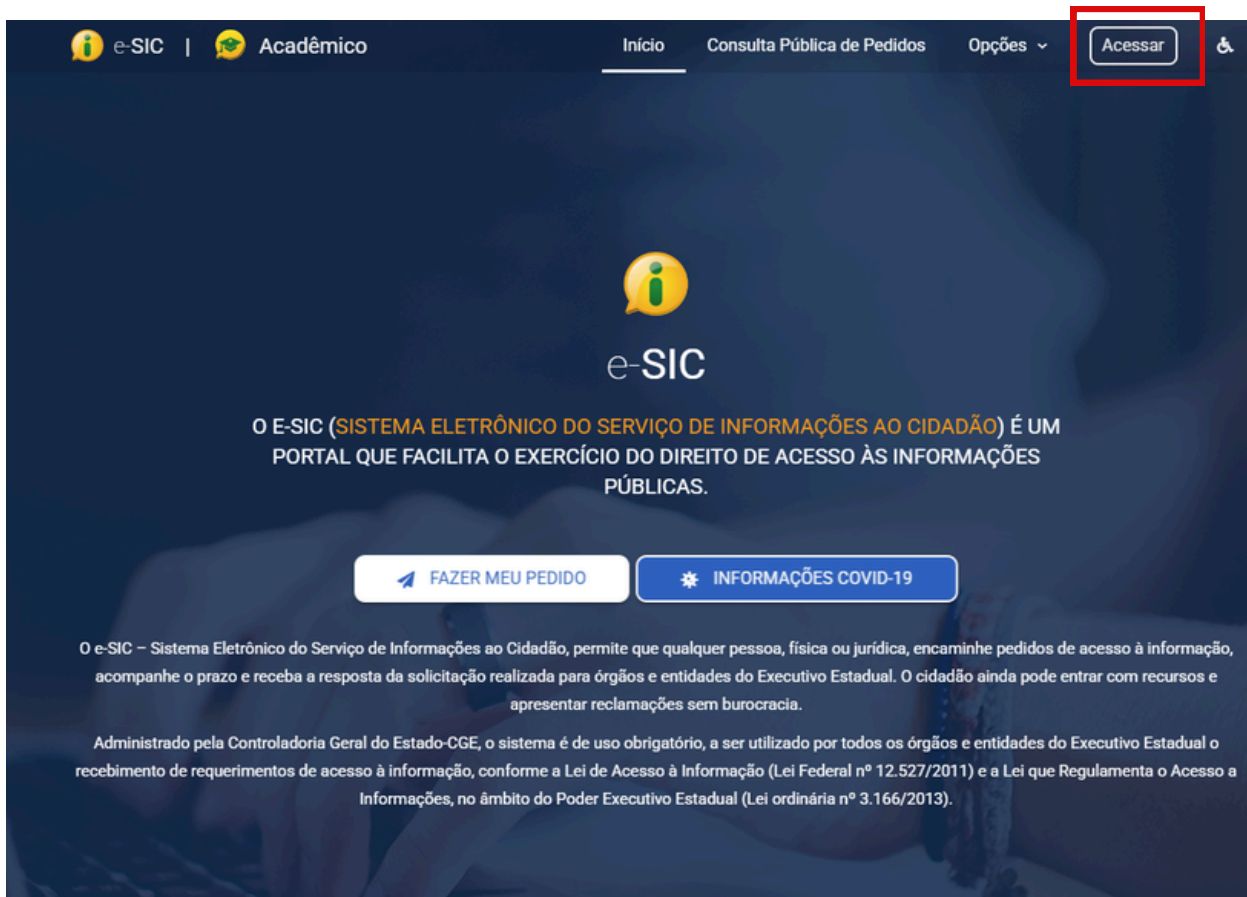 e-SIC | Acadêmico Início Consulta Pública de Pedidos Opções Acessar
e-SIC
O E-SIC (SISTEMA ELETRÔNICO DO SERVIÇO DE INFORMAÇÕES AO CIDADÃO) É UM
PORTAL QUE FACILITA O EXERCÍCIO DO DIREITO DE ACESSO ÀS INFORMAÇÕES
PÚBLICAS.
FAZER MEU PEDIDO INFORMAÇÕES COVID-19
O e-SIC – Sistema Eletrônico do Serviço de Informações ao Cidadão, permite que qualquer pessoa, física ou jurídica, encaminhe pedidos de acesso à informação,
acompanhe o prazo e receba a resposta da solicitação realizada para órgãos e entidades do Executivo Estadual. O cidadão ainda pode entrar com recursos e
apresentar reclamações sem burocracia.
Administrado pela Controladoria Geral do Estado-CGE, o sistema é de uso obrigatório, a ser utilizado por todos os órgãos e entidades do Executivo Estadual o
recebimento de requerimentos de acesso à informação, conforme a Lei de Acesso à Informação (Lei Federal nº 12.527/2011) e a Lei que Regulamenta o Acesso a
Informações, no âmbito do Poder Executivo Estadual (Lei ordinária nº 3.166/2013).